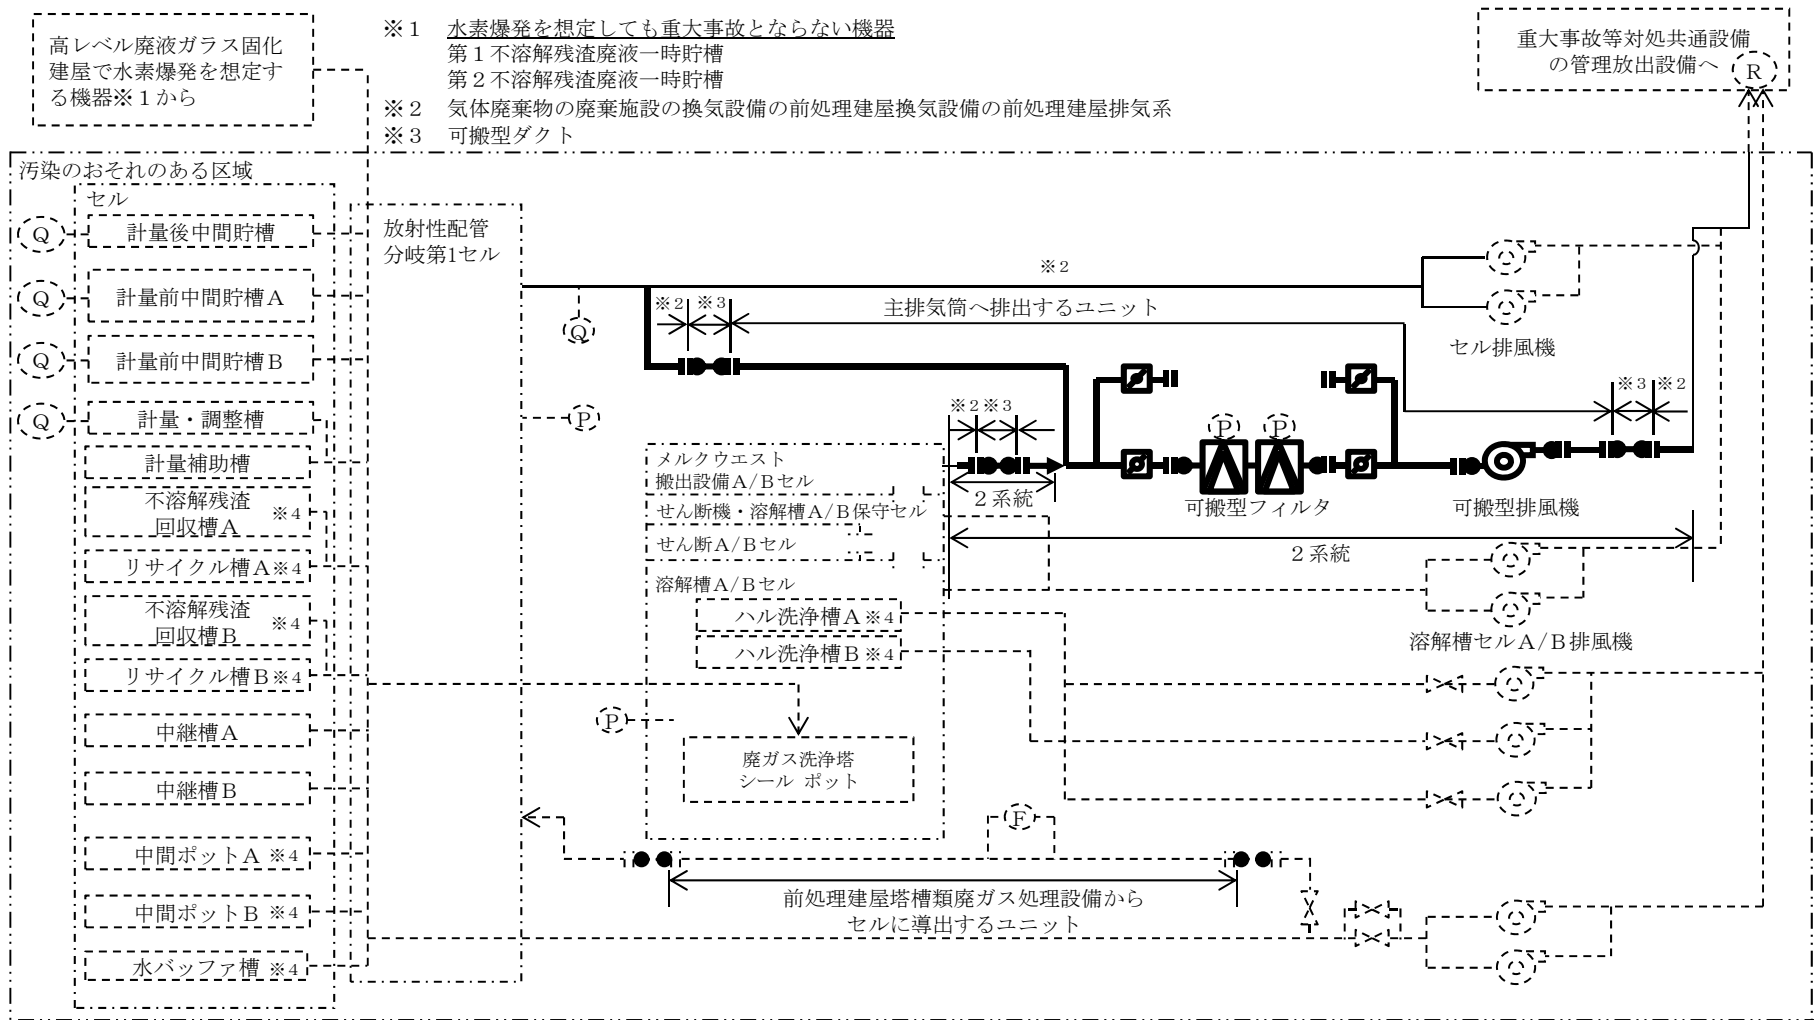 高レベル廃液ガラス固化
建屋で水素爆発を想定す
る機器※1から
※1 水素爆発を想定しても重大事故とならない機器
第1不溶解残渣廃液一時貯槽
第2不溶解残渣廃液一時貯槽
※2 気体廃棄物の廃棄施設の換気設備の前処理建屋換気設備の前処理建屋排気系
※3 可搬型ダクト
重大事故等対処共通設備
の管理放出設備へ
R
汚染のおそれのある区域
セル
Q
計量後中間貯槽
Q
計量前中間貯槽A
Q
計量前中間貯槽B
Q
計量・調整槽
計量補助槽
不溶解残渣
回収槽A
※4
リサイクル槽A※4
不溶解残渣
回収槽B
※4
リサイクル槽B※4
中継槽A
中継槽B
中間ポットA ※4
中間ポットB ※4
水バッファ槽 ※4
放射性配管
分岐第1セル
※2
※2 ※3
主排気筒へ排出するユニット
Q
セル排風機
P
※3 ※2
※2 ※3
P P
メルクウエスト
搬出設備A/Bセル
2系統
可搬型フィルタ
可搬型排風機
せん断機・溶解槽A/B保守セル
せん断A/Bセル
2系統
溶解槽A/Bセル
ハル洗浄槽A ※4
ハル洗浄槽B ※4
溶解槽セルA/B排風機
P
廃ガス洗浄塔
シール ポット
F
前処理建屋塔槽類廃ガス処理設備から
セルに導出するユニット